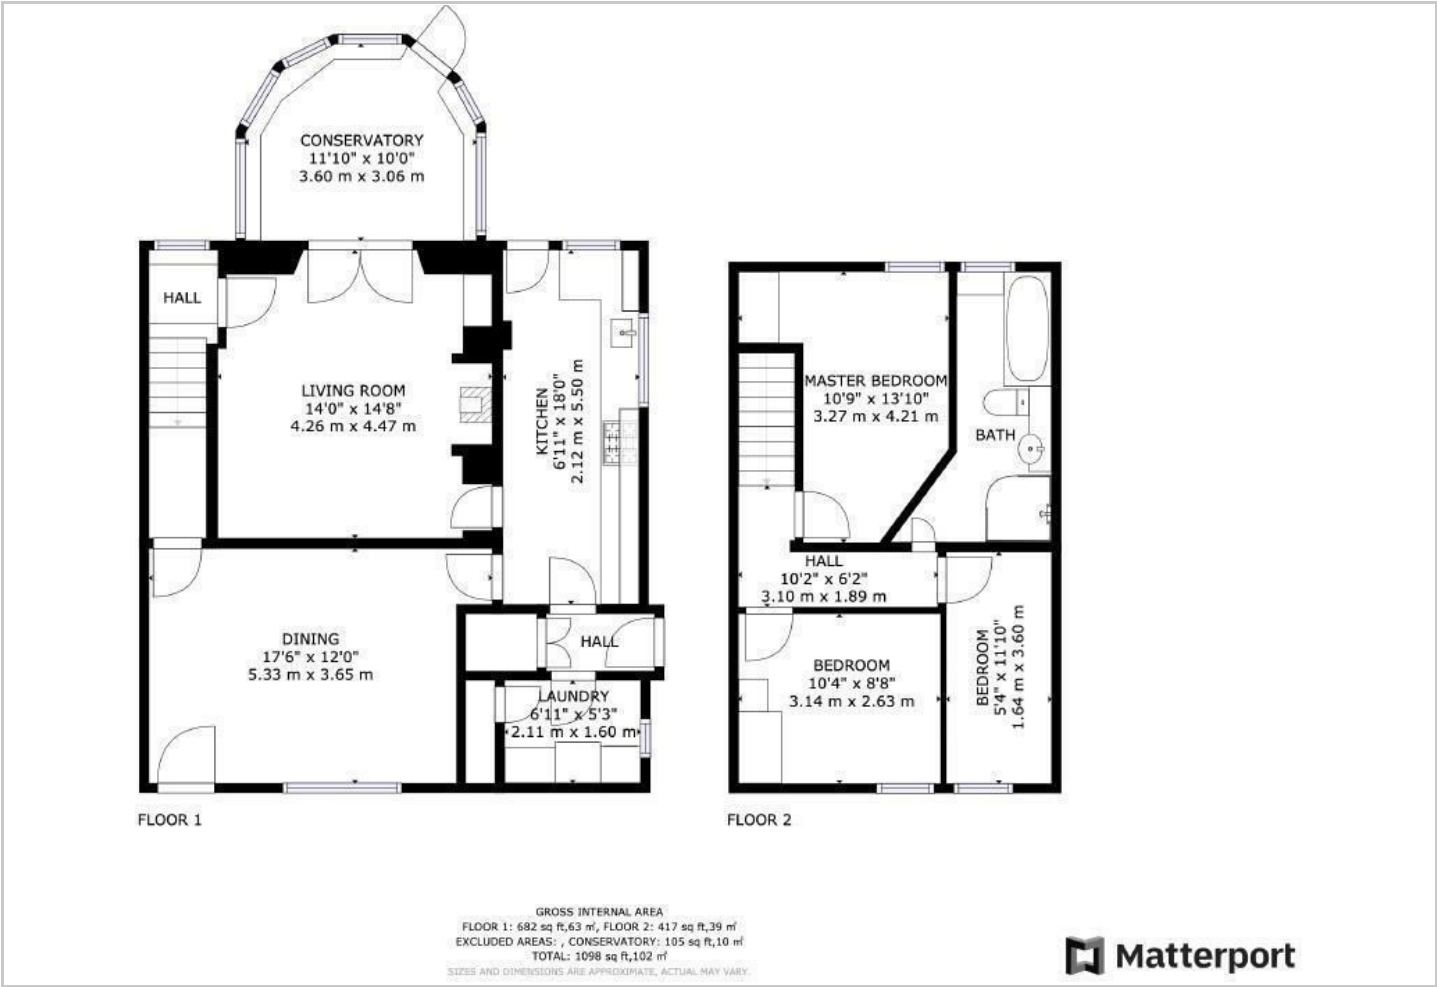 CONSERVATORY
11'10" x 10'0"
3.60 m x 3.06 m
HALL
LIVING ROOM
14'0" x 14'8"
4.26 m x 4.47 m
KITCHEN
6'11" x 18'0"
2.12 m x 5.50 m
DINING
17'6" x 12'0"
5.33 m x 3.65 m
HALL
LAUNDRY
6'11" x 5'3"
2.11 m x 1.60 m
FLOOR 1
MASTER BEDROOM
10'9" x 13'10"
3.27 m x 4.21 m
BATH
HALL
10'2" x 6'2"
3.10 m x 1.89 m
BEDROOM
10'4" x 8'8"
3.14 m x 2.63 m
BEDROOM
5'4" x 11'10"
1.64 m x 3.60 m
FLOOR 2
GROSS INTERNAL AREA
FLOOR 1: 682 sq ft,63 ㎡, FLOOR 2: 417 sq ft,39 ㎡
EXCLUDED AREAS: , CONSERVATORY: 105 sq ft,10 ㎡
TOTAL: 1098 sq ft,102 ㎡
SIZES AND DIMENSIONS ARE APPROXIMATE, ACTUAL MAY VARY.
Matterport